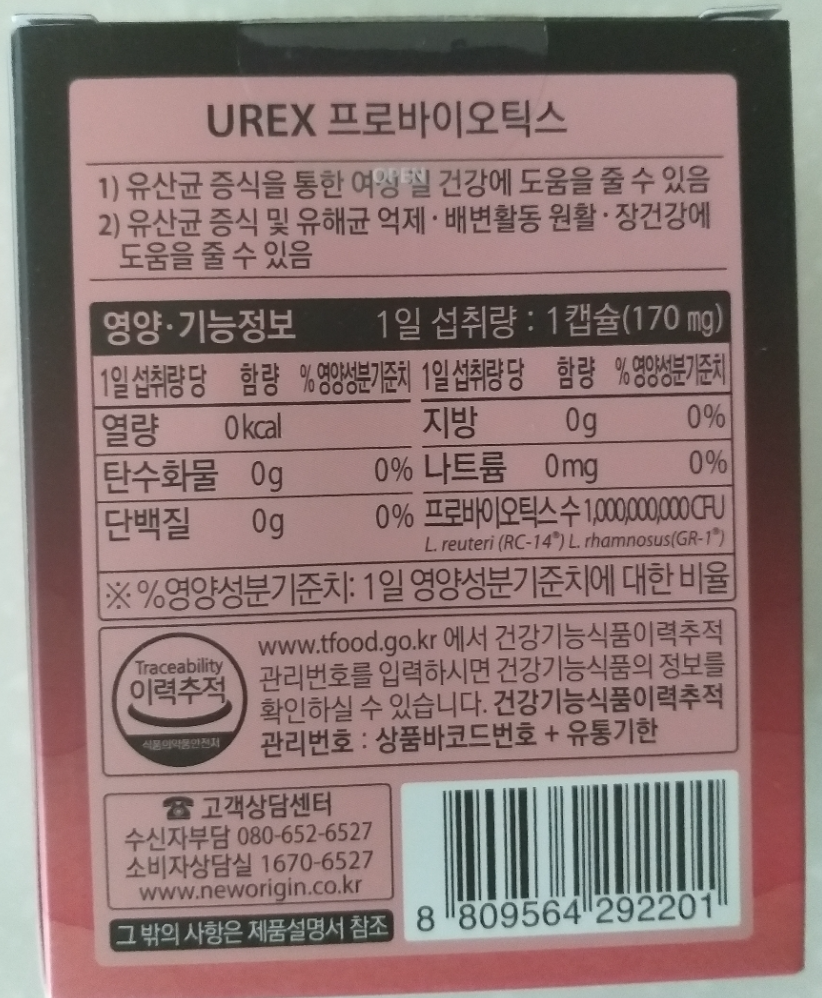 UREX 프로바이오틱스
OPEN
1) 유산균 증식을 통한 여성 질 건강에 도움을 줄 수 있음
2) 유산균 증식 및 유해균 억제·배변활동 원활·장건강에
도움을 줄 수 있음
영양·기능정보 1일 섭취량 : 1캡슐(170 mg)
1일 섭취량 당 함량 %영양성분기준치 1일 섭취량 당 함량 %영양성분기준치
열량 0kcal 지방 0g 0%
탄수화물 0g 0% 나트륨 0mg 0%
단백질 0g 0% 프로바이오틱스 수 1,000,000,000 CFU
L. reuteri (RC-14®) L. rhamnosus(GR-1®)
※ %영양성분기준치: 1일 영양성분기준치에 대한 비율
www.tfood.go.kr 에서 건강기능식품이력추적
관리번호를 입력하시면 건강기능식품의 정보를
확인하실 수 있습니다. 건강기능식품이력추적
관리번호 : 상품바코드번호 + 유통기한
Traceability
이력추적
식품의약품안전처
☎ 고객상담센터
수신자부담 080-652-6527
소비자상담실 1670-6527
www.neworigin.co.kr
그 밖의 사항은 제품설명서 참조
8 809564 292201